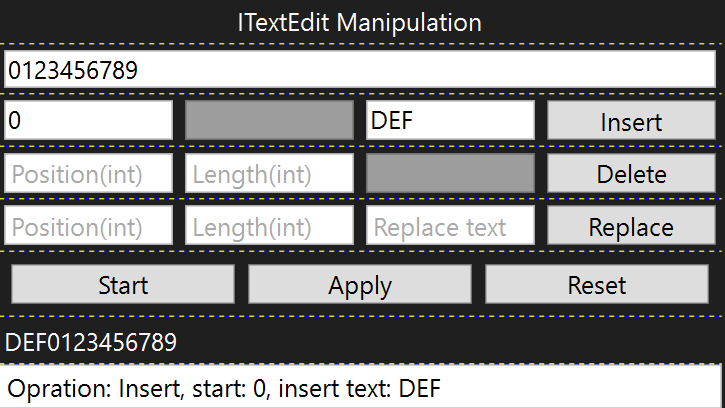 ITextEdit Manipulation
0123456789
0 DEF Insert
Position(int) Length(int) Delete
Position(int) Length(int) Replace text Replace
Start Apply Reset
DEF0123456789
Opration: Insert, start: 0, insert text: DEF